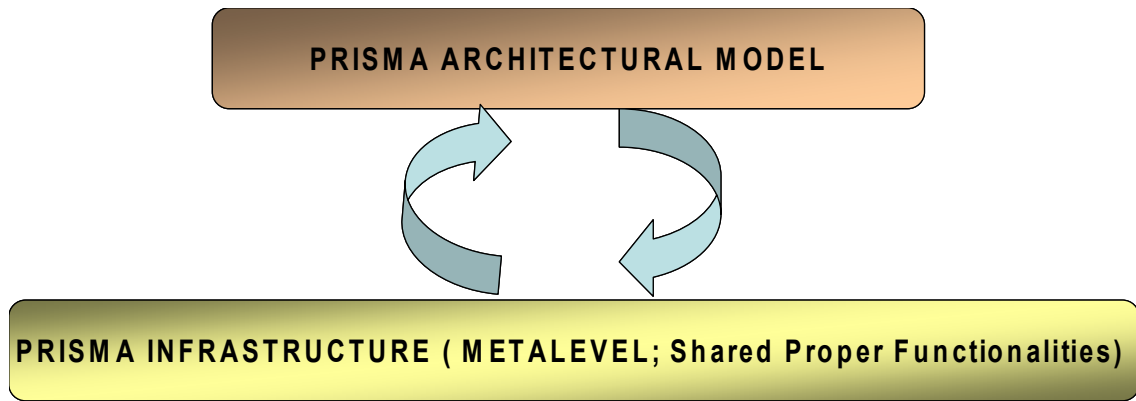 PRISMA ARCHITECTURAL MODEL
PRISMA INFRASTRUCTURE ( METALEVEL; Shared Proper Functionalities)